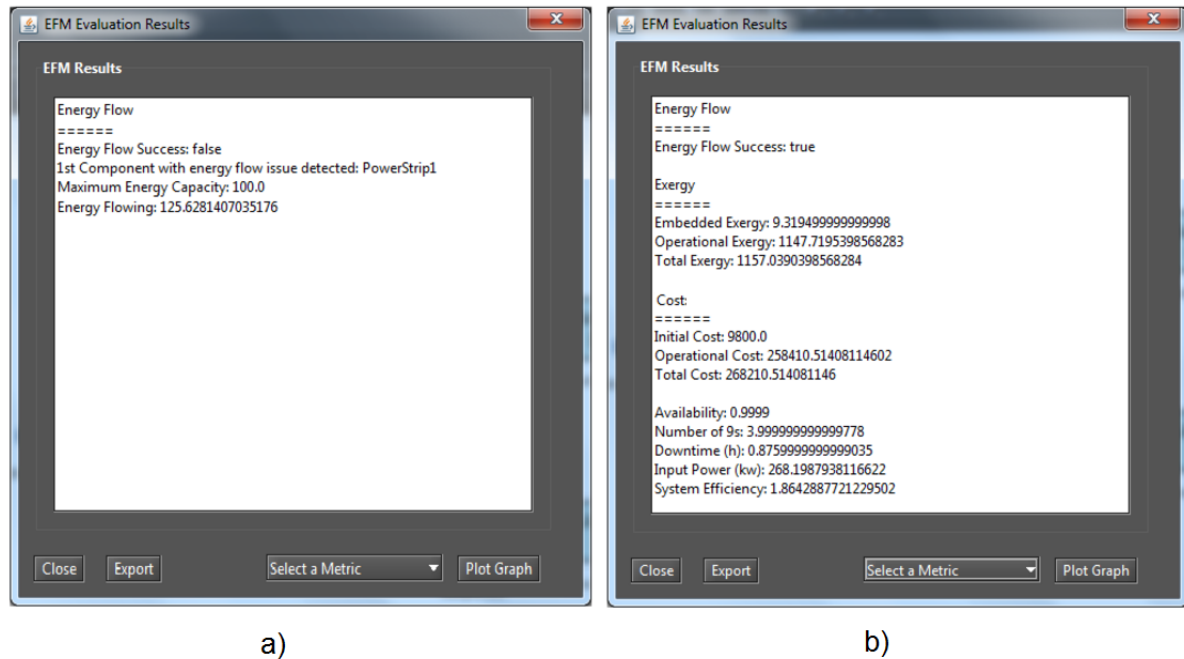 EFM Evaluation Results
EFM Results
Energy Flow
======
Energy Flow Success: false
1st Component with energy flow issue detected: PowerStrip1
Maximum Energy Capacity: 100.0
Energy Flowing: 125.6281407035176
Close
Export
Select a Metric
Plot Graph
a)
EFM Evaluation Results
EFM Results
Energy Flow
======
Energy Flow Success: true
Exergy
======
Embedded Exergy: 9.319499999999998
Operational Exergy: 1147.7195398568283
Total Exergy: 1157.0390398568284
Cost:
======
Initial Cost: 9800.0
Operational Cost: 258410.51408114602
Total Cost: 268210.514081146
Availability: 0.9999
Number of 9s: 3.999999999999778
Downtime (h): 0.8759999999999035
Input Power (kw): 268.1987938116622
System Efficiency: 1.8642887721229502
Close
Export
Select a Metric
Plot Graph
b)